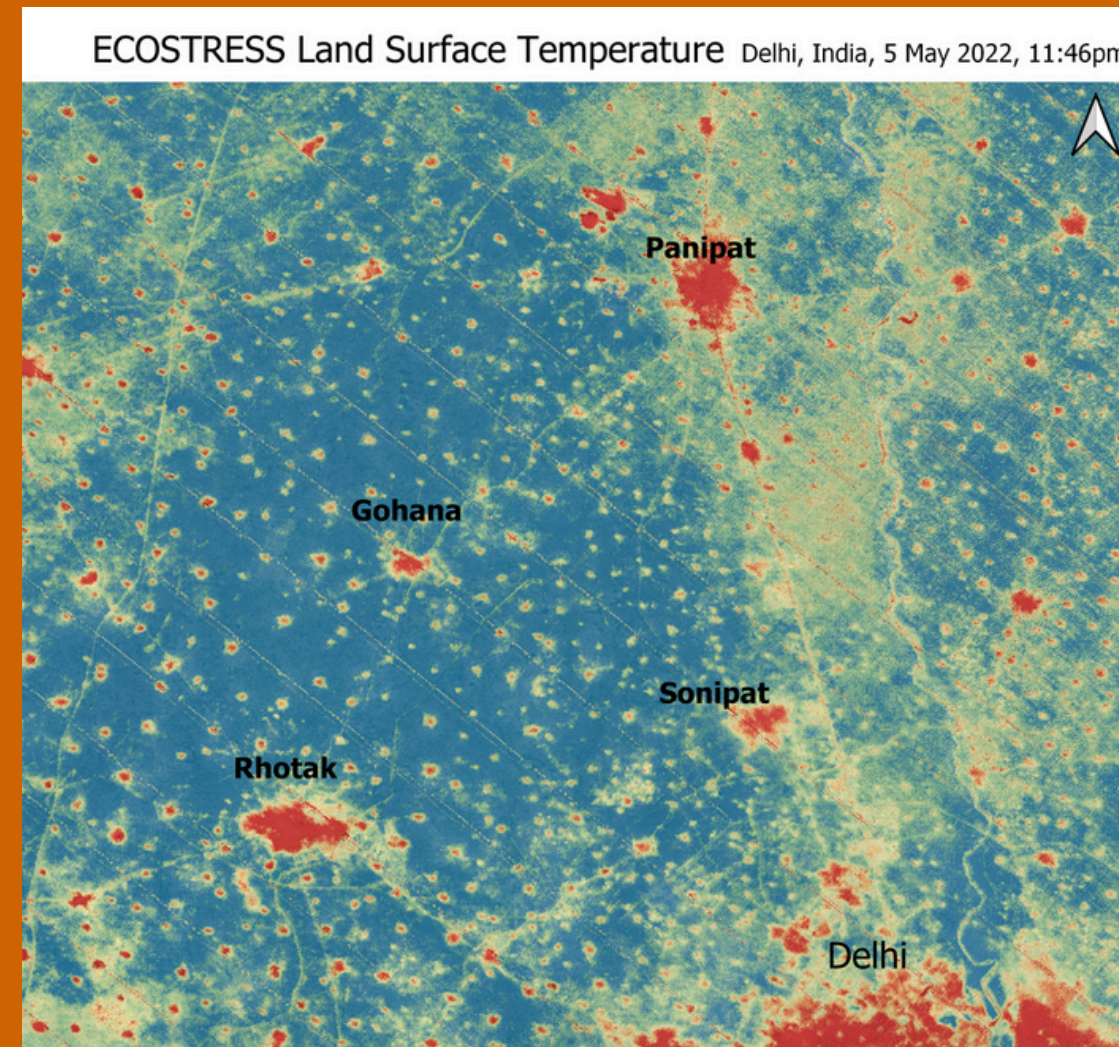 ECOSTRESS Land Surface Temperature Delhi, India, 5 May 2022, 11:46pm
Panipat
Gohana
Sonipat
Rhotak
Delhi